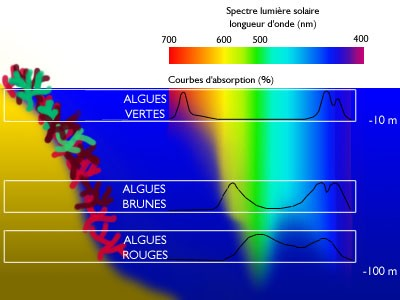 Spectre lumière solaire
longueur d'onde (nm)
700 600 500 400
Courbes d'absorption (%)
ALGUES
VERTES
-10 m
ALGUES
BRUNES
ALGUES
ROUGES
-100 m